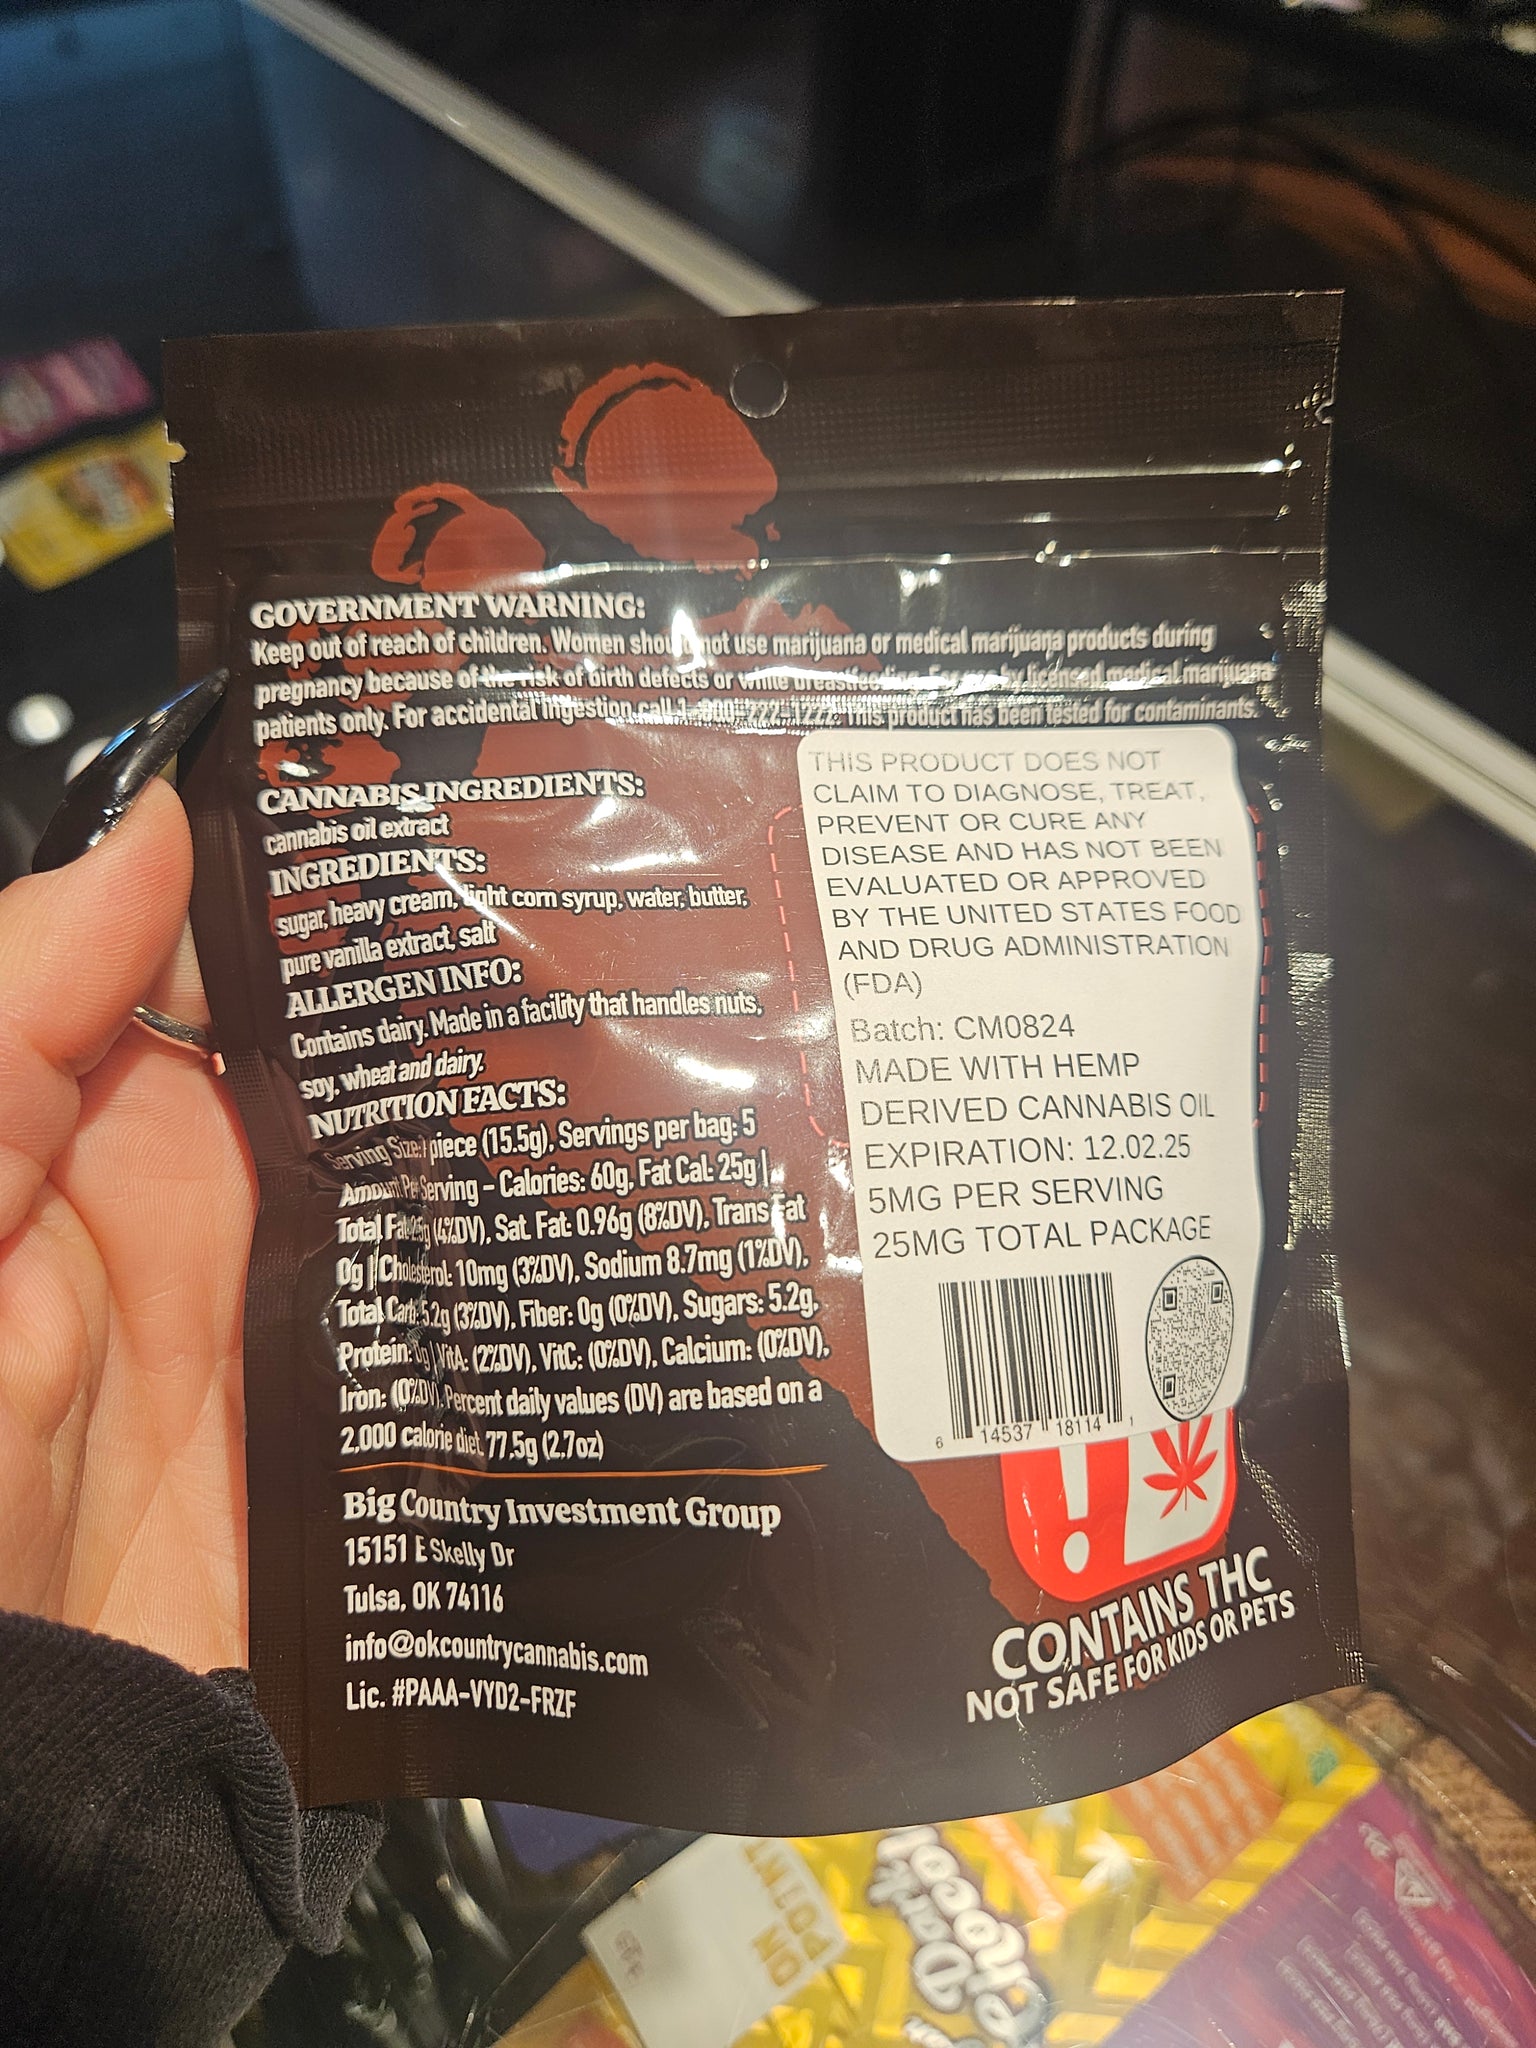 GOVERNMENT WARNING:
Keep out of reach of children. Women should not use marijuana or medical marijuana products during
pregnancy because of the risk of birth defects or while breastfeeding. For use by licensed medical marijuana
patients only. For accidental ingestion call 1-800-222-1222. This product has been tested for contaminants.
CANNABIS INGREDIENTS:
cannabis oil extract
INGREDIENTS:
sugar, heavy cream, light corn syrup, water, butter,
pure vanilla extract, salt
ALLERGEN INFO:
Contains dairy. Made in a facility that handles nuts,
soy, wheat and dairy.
NUTRITION FACTS:
Serving Size: piece (15.5g), Servings per bag: 5
Amount Per Serving - Calories: 60g, Fat Cal: 25g |
Total Fat: (4%DV), Sat. Fat: 0.96g (8%DV), Trans Fat
0g | Cholesterol: 10mg (3%DV), Sodium 8.7mg (1%DV),
Total Carb: 5.2g (3%DV), Fiber: 0g (0%DV), Sugars: 5.2g,
Protein: 0g | VitA: (2%DV), VitC: (0%DV), Calcium: (0%DV),
Iron: (0%DV). Percent daily values (DV) are based on a
2,000 calorie diet. 77.5g (2.7oz)
Big Country Investment Group
15151 E Skelly Dr
Tulsa, OK 74116
info@okcountrycannabis.com
Lic. #PAAA-VYD2-FRZF
THIS PRODUCT DOES NOT
CLAIM TO DIAGNOSE, TREAT,
PREVENT OR CURE ANY
DISEASE AND HAS NOT BEEN
EVALUATED OR APPROVED
BY THE UNITED STATES FOOD
AND DRUG ADMINISTRATION
(FDA)
Batch: CM0824
MADE WITH HEMP
DERIVED CANNABIS OIL
EXPIRATION: 12.02.25
5MG PER SERVING
25MG TOTAL PACKAGE
6 14537 18114 1
!
CONTAINS THC
NOT SAFE FOR KIDS OR PETS
ON
POINT
Dark
Choco